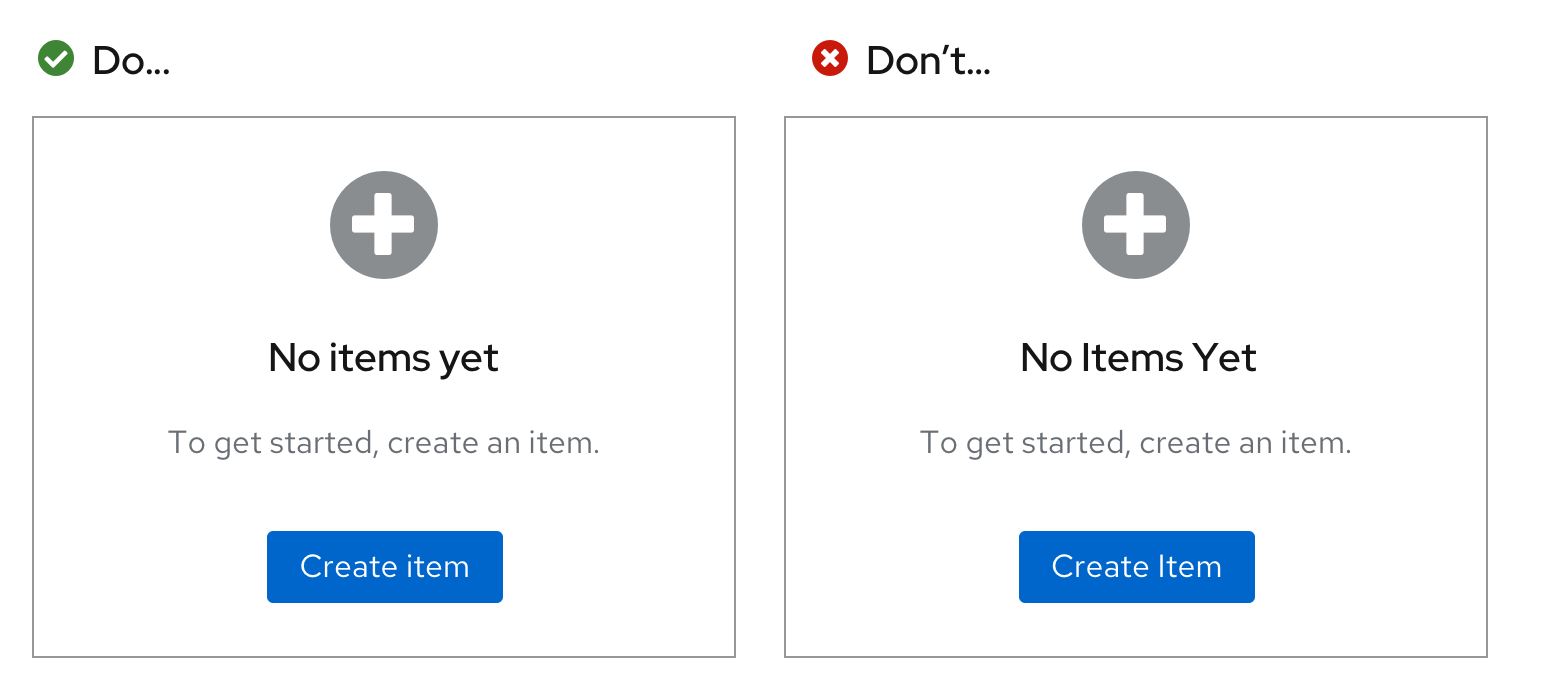 Do...
No items yet
To get started, create an item.
Create item
Don’t...
No Items Yet
To get started, create an item.
Create Item